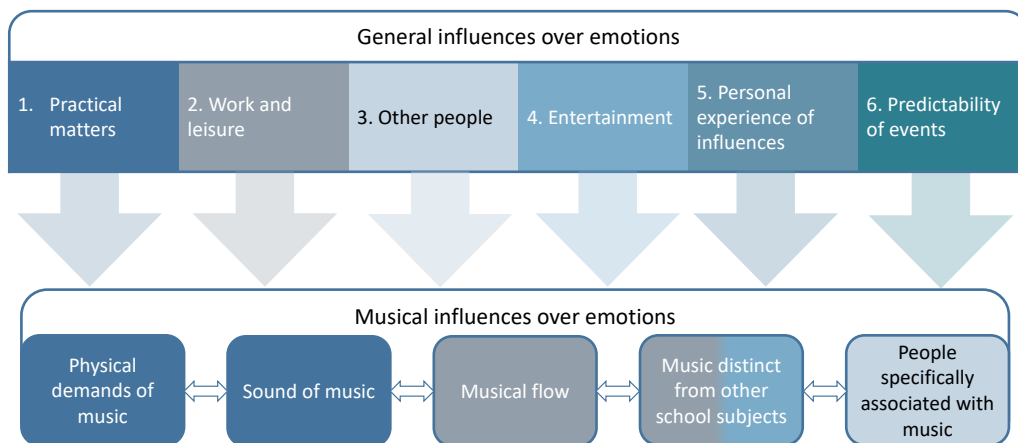 General influences over emotions
1. Practical
matters
2. Work and
leisure
3. Other people
4. Entertainment
5. Personal
experience of
influences
6. Predictability
of events
Musical influences over emotions
Physical
demands of
music
Sound of music
Musical flow
Music distinct
from other
school subjects
People
specifically
associated with
music